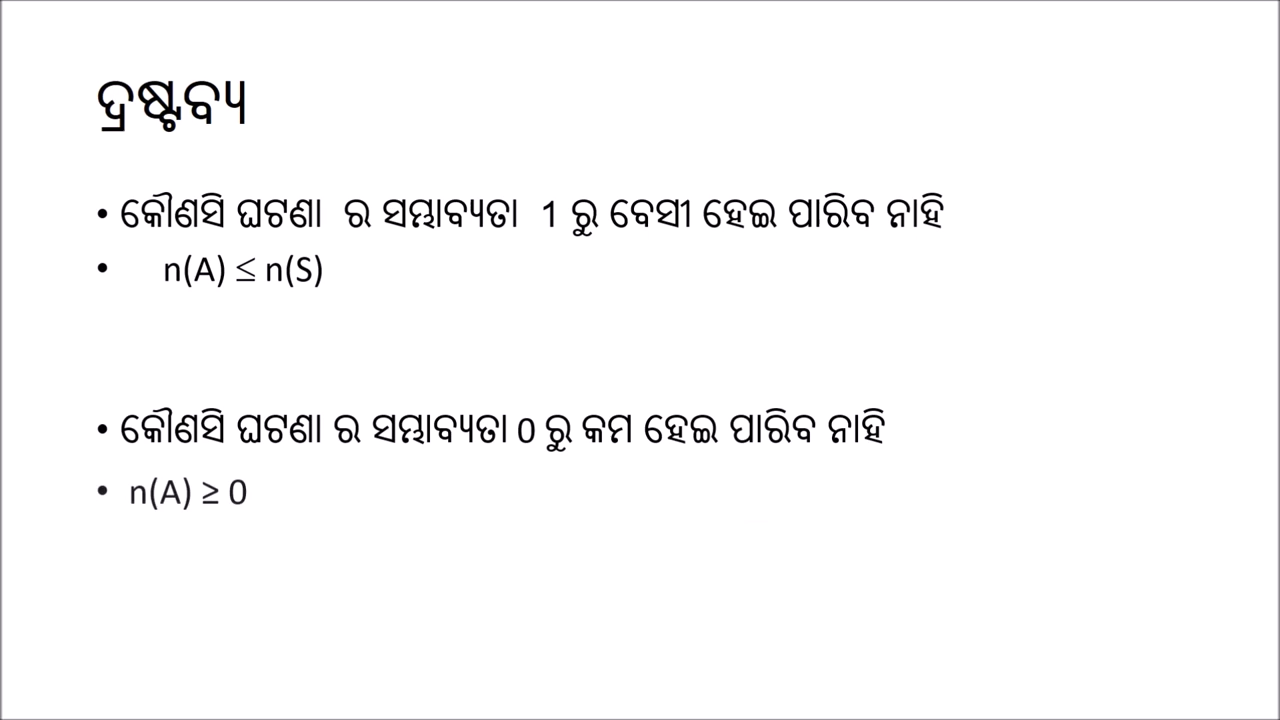 ଦ୍ରଷ୍ଟବ୍ୟ
• କୌଣସି ଘଟଣା ର ସମ୍ଭାବ୍ୟତା 1 ରୁ ବେସୀ ହେଇ ପାରିବ ନାହି
• n(A) ≤ n(S)
• କୌଣସି ଘଟଣା ର ସମ୍ଭାବ୍ୟତା 0 ରୁ କମ ହେଇ ପାରିବ ନାହି
• n(A) ≥ 0